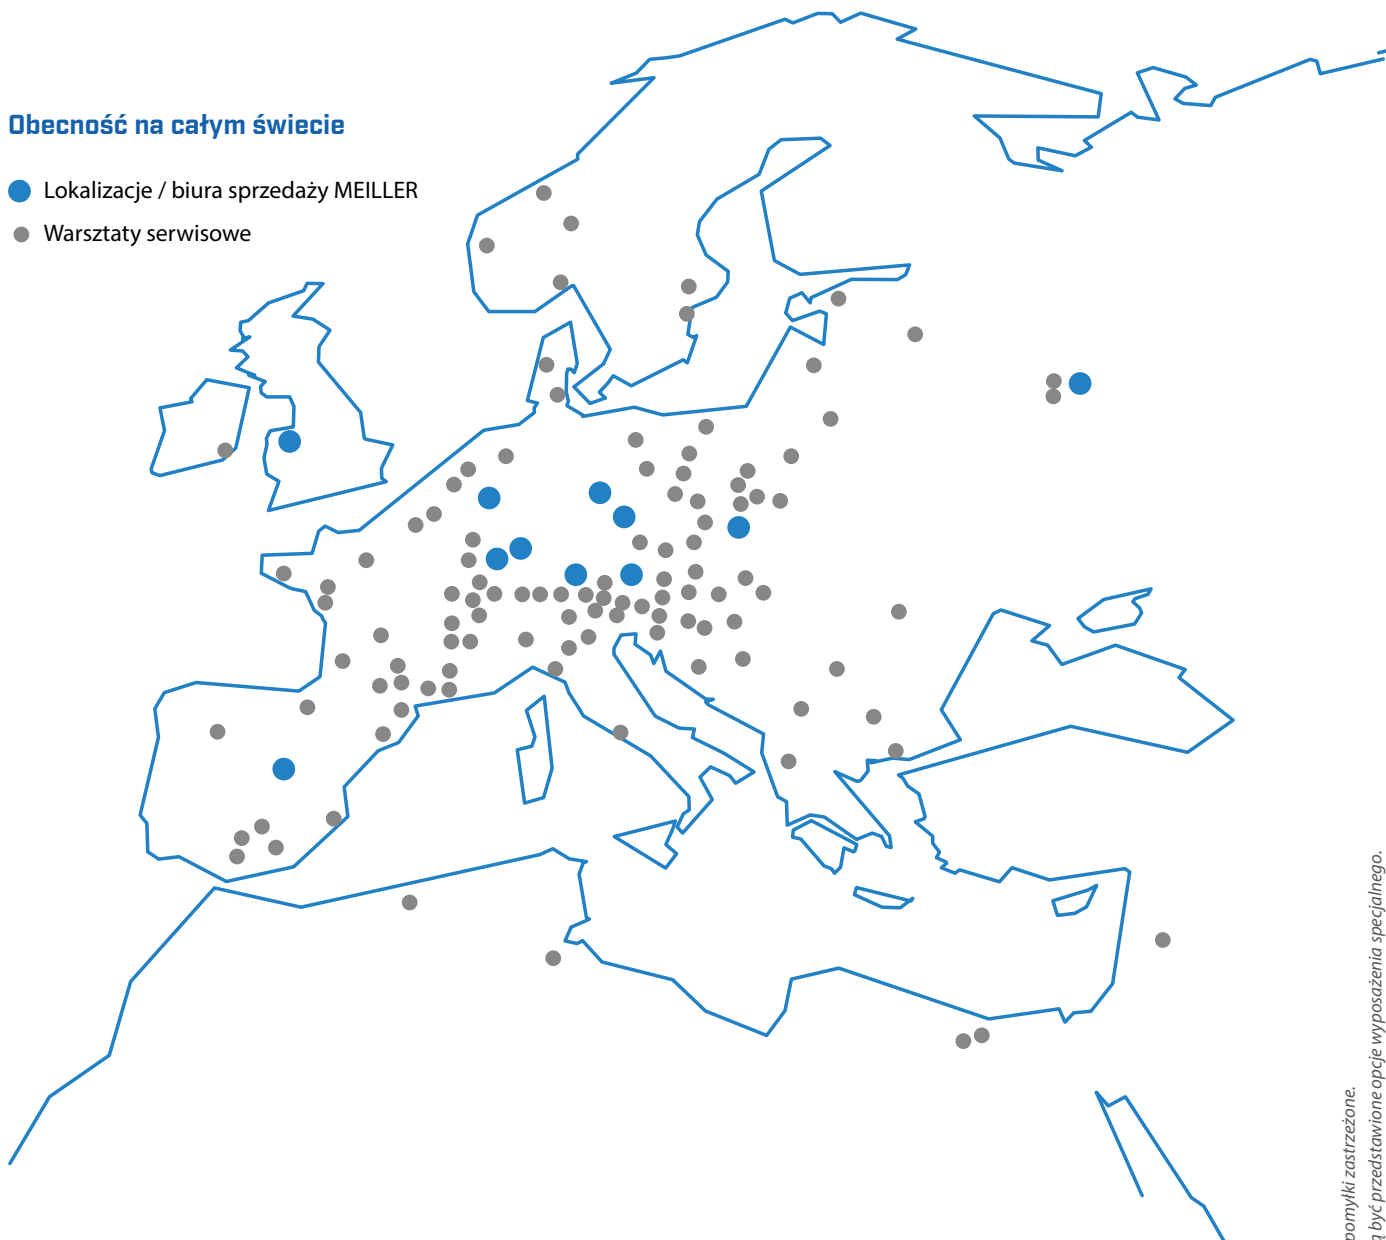 Obecność na całym świecie
Lokalizacje / biura sprzedaży MEILLER
Warsztaty serwisowe
pomyłki zastrzeżone.
być przedstawione opcje wyposażenia specjalnego.